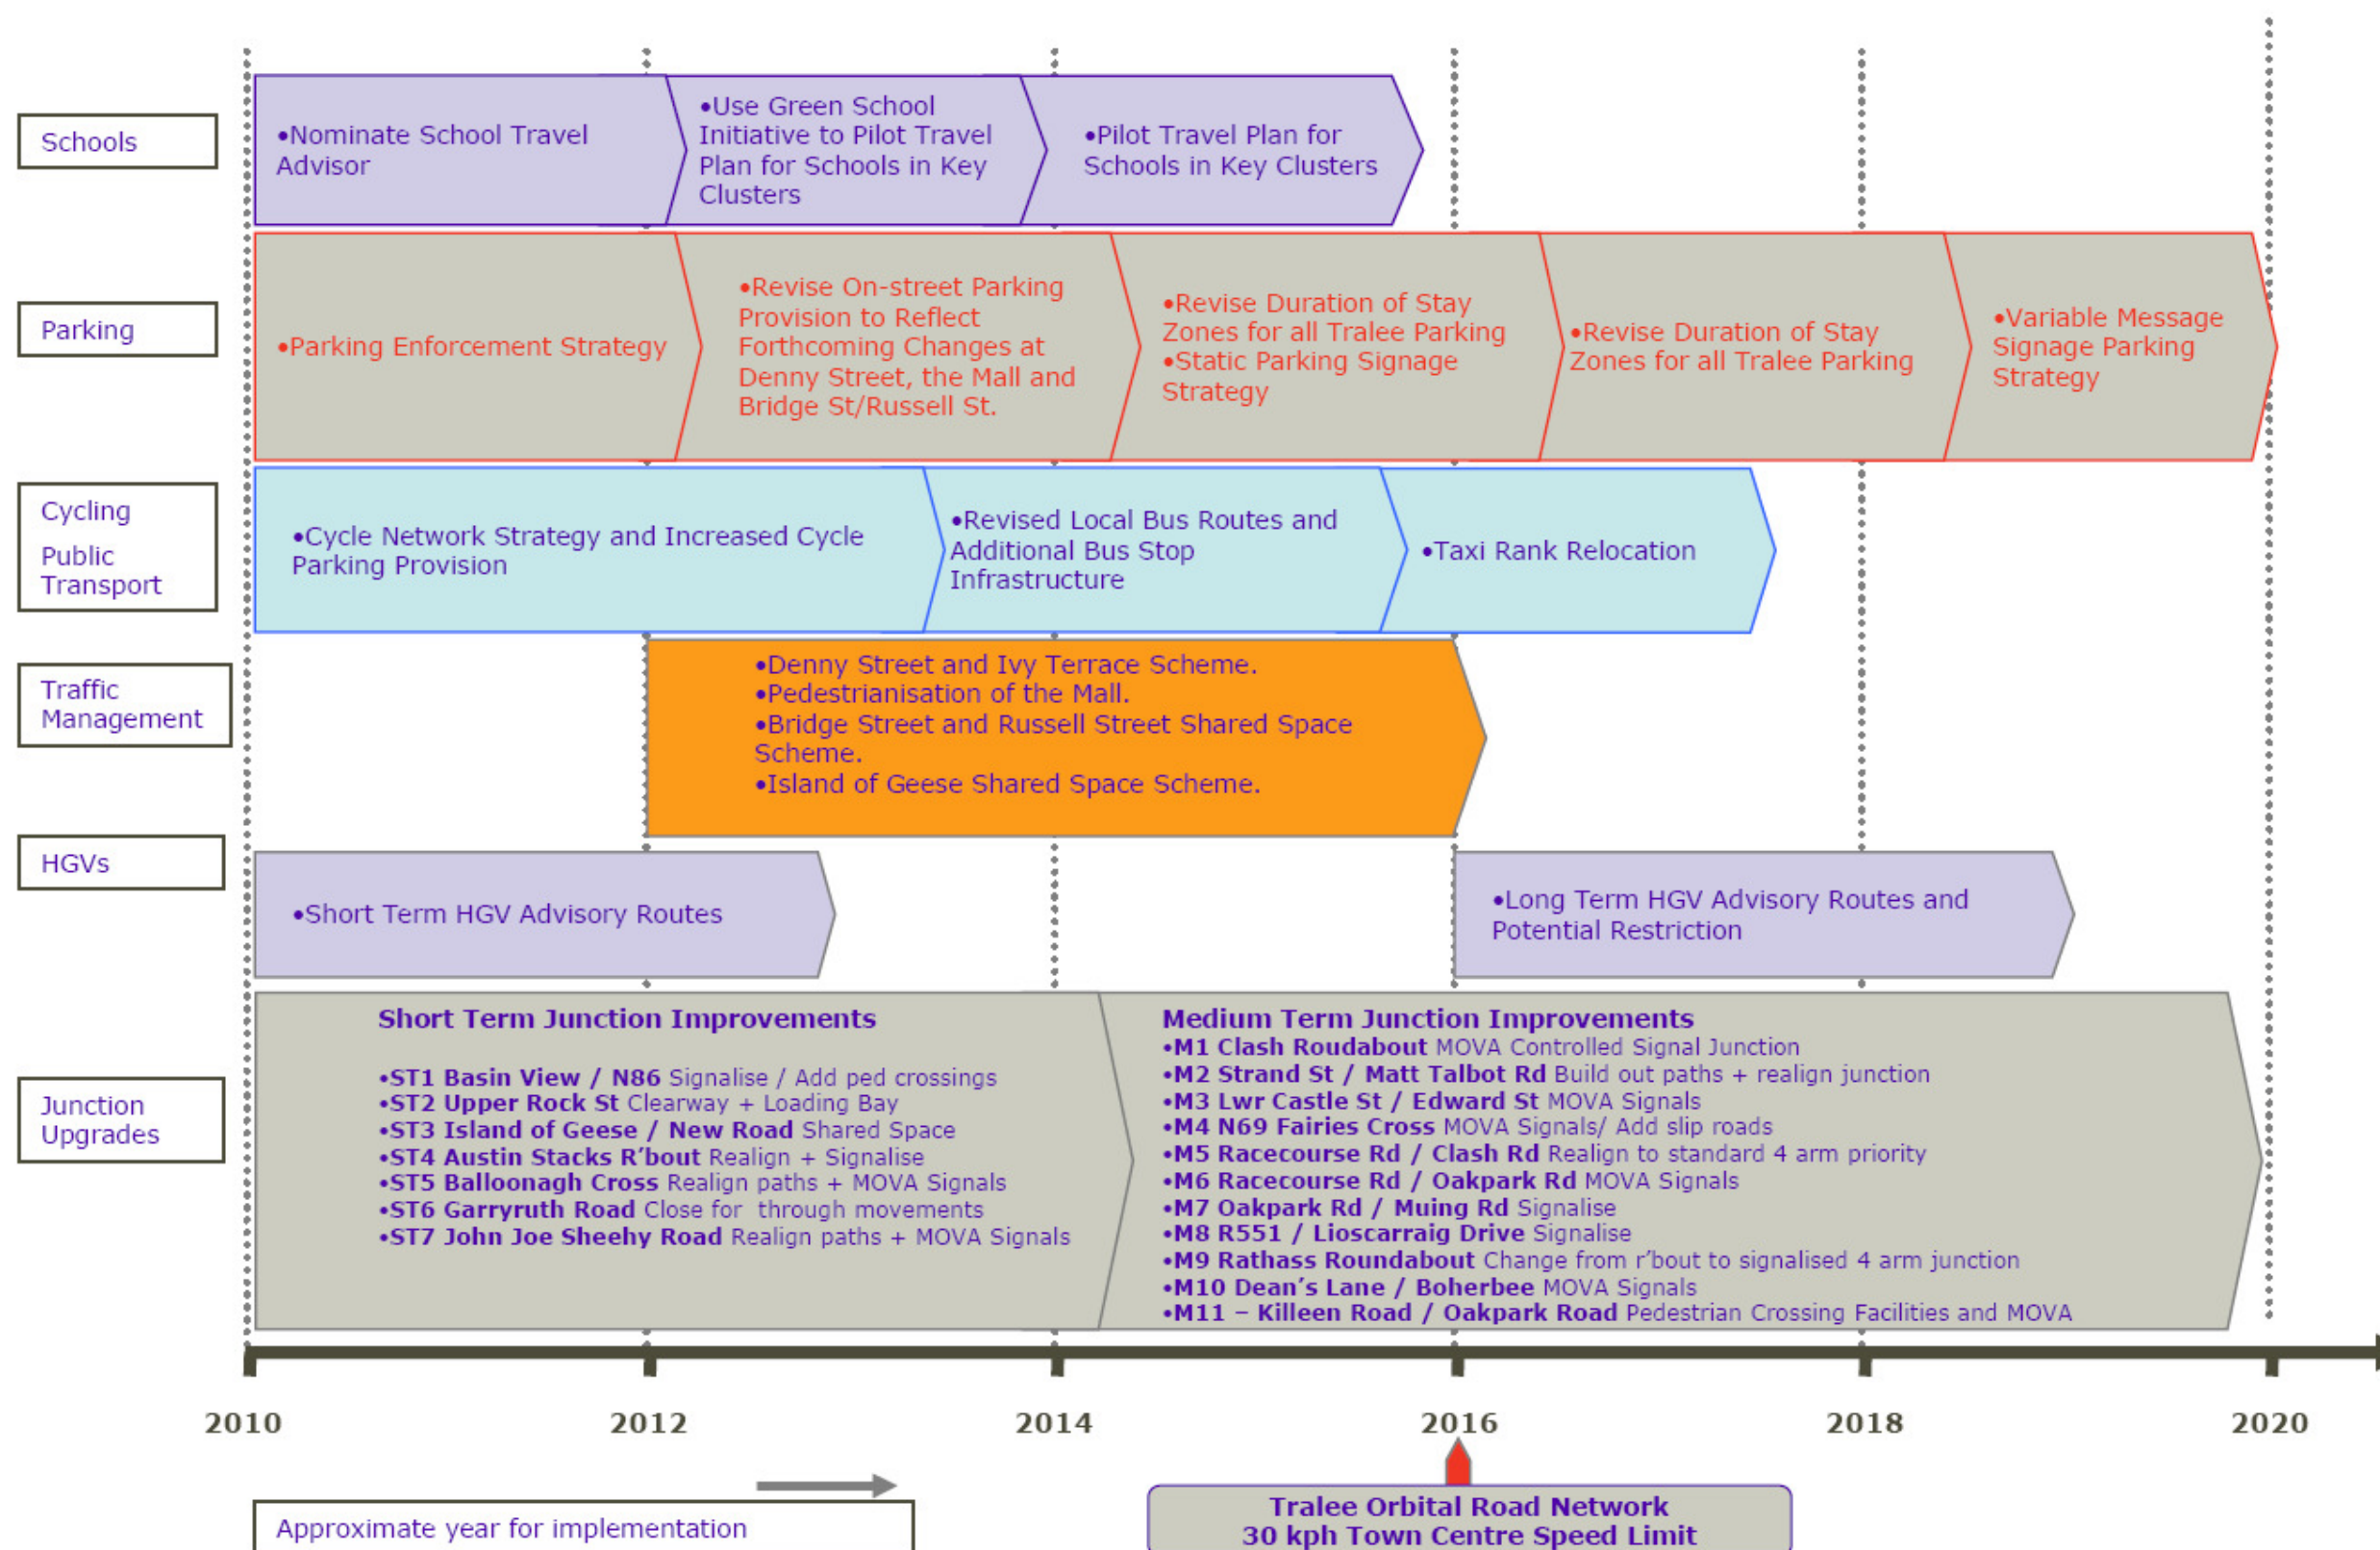 Schools
•Nominate School Travel
Advisor
•Use Green School
Initiative to Pilot Travel
Plan for Schools in Key
Clusters
•Pilot Travel Plan for
Schools in Key Clusters
Parking
•Parking Enforcement Strategy
•Revise On-street Parking
Provision to Reflect
Forthcoming Changes at
Denny Street, the Mall and
Bridge St/Russell St.
•Revise Duration of Stay
Zones for all Tralee Parking
•Static Parking Signage
Strategy
•Revise Duration of Stay
Zones for all Tralee Parking
•Variable Message
Signage Parking
Strategy
Cycling
Public
Transport
•Cycle Network Strategy and Increased Cycle
Parking Provision
•Revised Local Bus Routes and
Additional Bus Stop
Infrastructure
•Taxi Rank Relocation
Traffic
Management
•Denny Street and Ivy Terrace Scheme.
•Pedestrianisation of the Mall.
•Bridge Street and Russell Street Shared Space
Scheme.
•Island of Geese Shared Space Scheme.
HGVs
•Short Term HGV Advisory Routes
•Long Term HGV Advisory Routes and
Potential Restriction
Junction
Upgrades
Short Term Junction Improvements
•ST1 Basin View / N86 Signalise / Add ped crossings
•ST2 Upper Rock St Clearway + Loading Bay
•ST3 Island of Geese / New Road Shared Space
•ST4 Austin Stacks R’bout Realign + Signalise
•ST5 Balloonagh Cross Realign paths + MOVA Signals
•ST6 Garryruth Road Close for  through movements
•ST7 John Joe Sheehy Road Realign paths + MOVA Signals
Medium Term Junction Improvements
•M1 Clash Roudabout MOVA Controlled Signal Junction
•M2 Strand St / Matt Talbot Rd Build out paths + realign junction
•M3 Lwr Castle St / Edward St MOVA Signals
•M4 N69 Fairies Cross MOVA Signals/ Add slip roads
•M5 Racecourse Rd / Clash Rd Realign to standard 4 arm priority
•M6 Racecourse Rd / Oakpark Rd MOVA Signals
•M7 Oakpark Rd / Muing Rd Signalise
•M8 R551 / Lioscarraig Drive Signalise
•M9 Rathass Roundabout Change from r’bout to signalised 4 arm junction
•M10 Dean’s Lane / Boherbee MOVA Signals
•M11 – Killeen Road / Oakpark Road Pedestrian Crossing Facilities and MOVA
2010
2012
2014
2016
2018
2020
Approximate year for implementation
Tralee Orbital Road Network
30 kph Town Centre Speed Limit